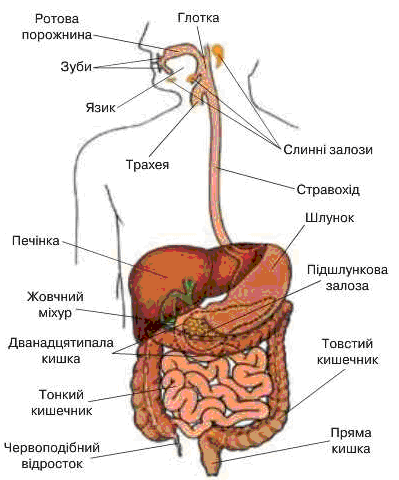 Ротова
порожнина
Глотка
Зуби
Язик
Трахея
Слинні залози
Стравохід
Шлунок
Печінка
Підшлункова
залоза
Жовчний
міхур
Дванадцятипала
кишка
Товстий
кишечник
Тонкий
кишечник
Червоподібний
відросток
Пряма
кишка